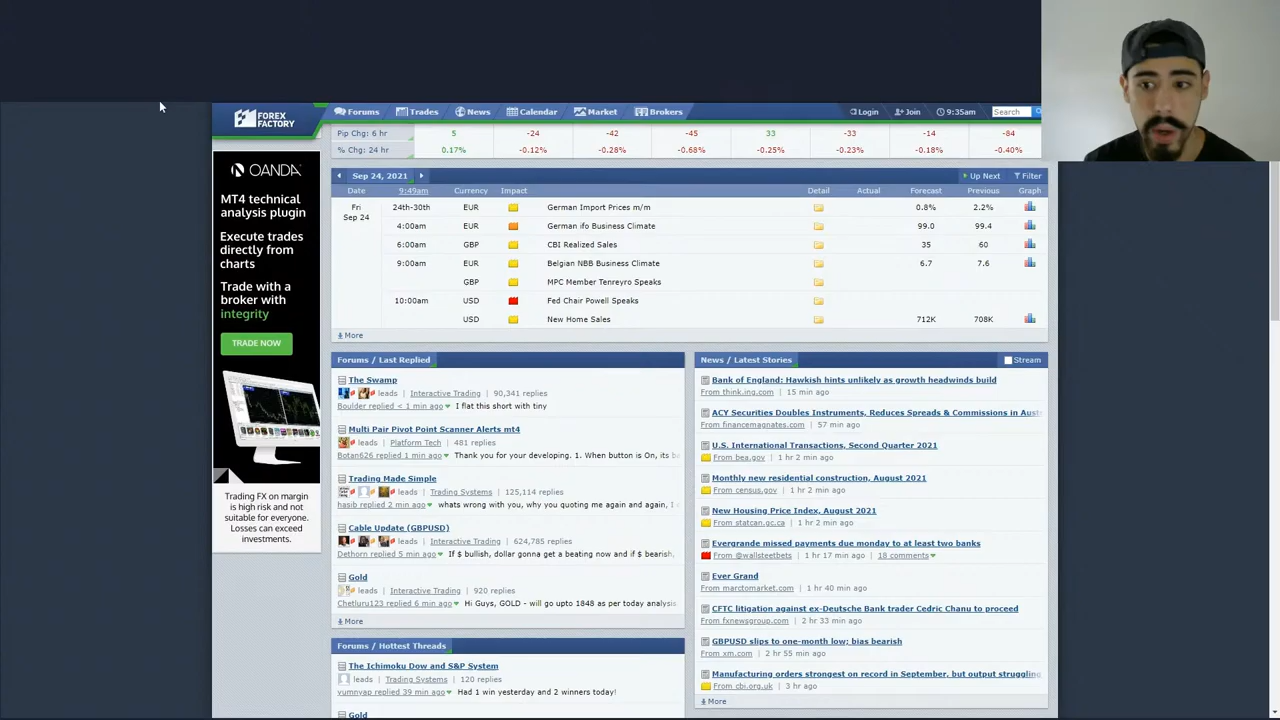 FOREX
FACTORY
Forums
Trades
News
Calendar
Market
Brokers
Login
Join
9:35am
Search
Pip Chg: 6 hr 5 -24 -42 -45 33 -33 -14 -84
% Chg: 24 hr 0.17% -0.12% -0.28% -0.68% -0.25% -0.23% -0.18% -0.40%
OANDA
MT4 technical
analysis plugin
Execute trades
directly from
charts
Trade with a
broker with
integrity
TRADE NOW
Trading FX on margin
is high risk and not
suitable for everyone.
Losses can exceed
investments.
Sep 24, 2021
Up Next
Filter
Date 9:49am Currency Impact Detail Actual Forecast Previous Graph
Fri
Sep 24
24th-30th EUR German Import Prices m/m 0.8% 2.2%
4:00am EUR German ifo Business Climate 99.0 99.4
6:00am GBP CBI Realized Sales 35 60
9:00am EUR Belgian NBB Business Climate 6.7 7.6
GBP MPC Member Tenreyro Speaks
10:00am USD Fed Chair Powell Speaks
USD New Home Sales 712K 708K
More
Forums / Last Replied
The Swamp
leads | Interactive Trading | 90,341 replies
Boulder replied < 1 min ago I flat this short with tiny
Multi Pair Pivot Point Scanner Alerts mt4
leads | Platform Tech | 481 replies
Botan626 replied 1 min ago Thank you for your developing. 1. When button is On, its ba
Trading Made Simple
leads | Trading Systems | 125,114 replies
hasib replied 2 min ago whats wrong with you, why you quoting me again and again, I
Cable Update (GBPUSD)
leads | Interactive Trading | 624,785 replies
Dethorn replied 5 min ago If $ bullish, dollar gonna get a beating now and if $ bearish,
Gold
leads | Interactive Trading | 920 replies
Chetluru123 replied 6 min ago Hi Guys, GOLD - will go upto 1848 as per today analysis
More
Forums / Hottest Threads
The Ichimoku Dow and S&P System
leads | Trading Systems | 120 replies
yumnyap replied 39 min ago Had 1 win yesterday and 2 winners today!
Gold
News / Latest Stories
Stream
Bank of England: Hawkish hints unlikely as growth headwinds build
From think.ing.com | 15 min ago
ACY Securities Doubles Instruments, Reduces Spreads & Commissions in Aust
From financemagnates.com | 57 min ago
U.S. International Transactions, Second Quarter 2021
From bea.gov | 1 hr 2 min ago
Monthly new residential construction, August 2021
From census.gov | 1 hr 2 min ago
New Housing Price Index, August 2021
From statcan.gc.ca | 1 hr 2 min ago
Evergrande missed payments due monday to at least two banks
From @wallsteetbets | 1 hr 17 min ago | 18 comments
Ever Grand
From marctomarket.com | 1 hr 40 min ago
CFTC litigation against ex-Deutsche Bank trader Cedric Chanu to proceed
From fxnewsgroup.com | 2 hr 33 min ago
GBPUSD slips to one-month low; bias bearish
From xm.com | 2 hr 55 min ago
Manufacturing orders strongest on record in September, but output struggling
From cbi.org.uk | 3 hr ago
More